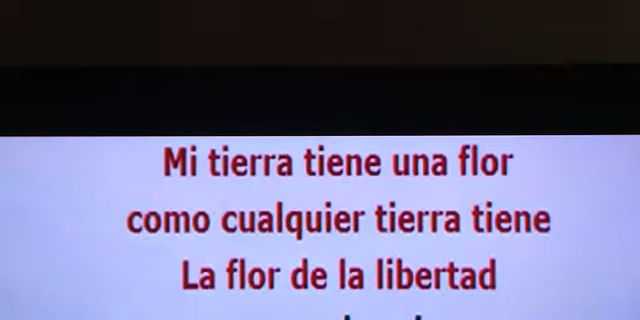 Mi tierra tiene una flor
como cualquier tierra tiene
La flor de la libertad